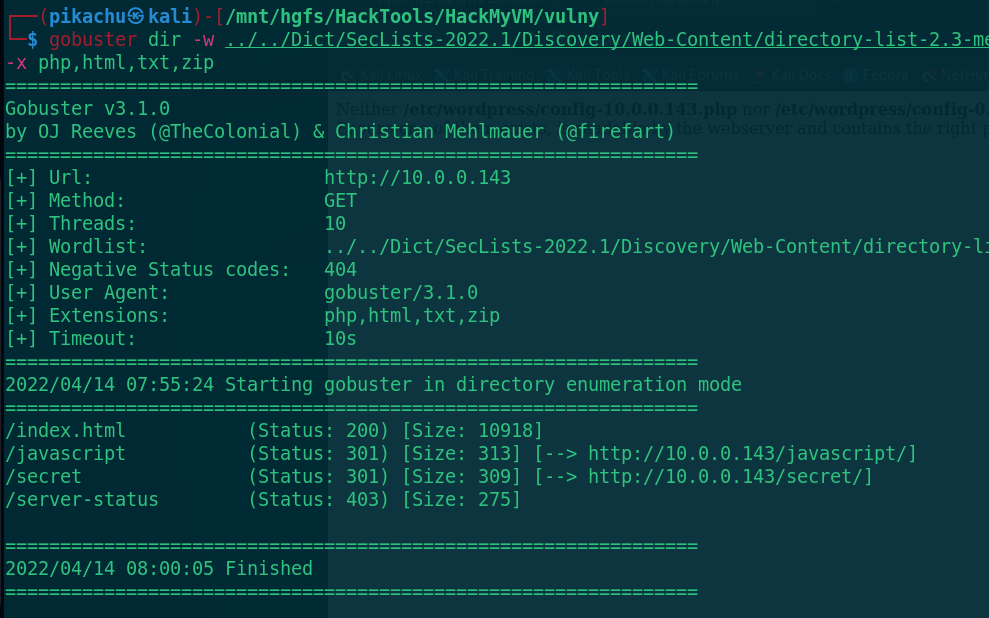 ┌──(pikachu㉿kali)-[/mnt/hgfs/HackTools/HackMyVM/vulny]
└─$ gobuster dir -w ../../Dict/SecLists-2022.1/Discovery/Web-Content/directory-list-2.3-me
-x php,html,txt,zip
===============================================================
Gobuster v3.1.0
by OJ Reeves (@TheColonial) & Christian Mehlmauer (@firefart)
===============================================================
[+] Url:                     http://10.0.0.143
[+] Method:                  GET
[+] Threads:                 10
[+] Wordlist:                ../../Dict/SecLists-2022.1/Discovery/Web-Content/directory-li
[+] Negative Status codes:   404
[+] User Agent:              gobuster/3.1.0
[+] Extensions:              php,html,txt,zip
[+] Timeout:                 10s
===============================================================
2022/04/14 07:55:24 Starting gobuster in directory enumeration mode
===============================================================
/index.html           (Status: 200) [Size: 10918]
/javascript           (Status: 301) [Size: 313] [--> http://10.0.0.143/javascript/]
/secret               (Status: 301) [Size: 309] [--> http://10.0.0.143/secret/]
/server-status        (Status: 403) [Size: 275]
===============================================================
2022/04/14 08:00:05 Finished
===============================================================
Kali Linux Kali Training Kali Tools Kali Forums Kali Docs Fedora NetHun
Neither /etc/wordpress/config-10.0.0.143.php nor /etc/wordpress/config-0.
the webserver and contains the right p